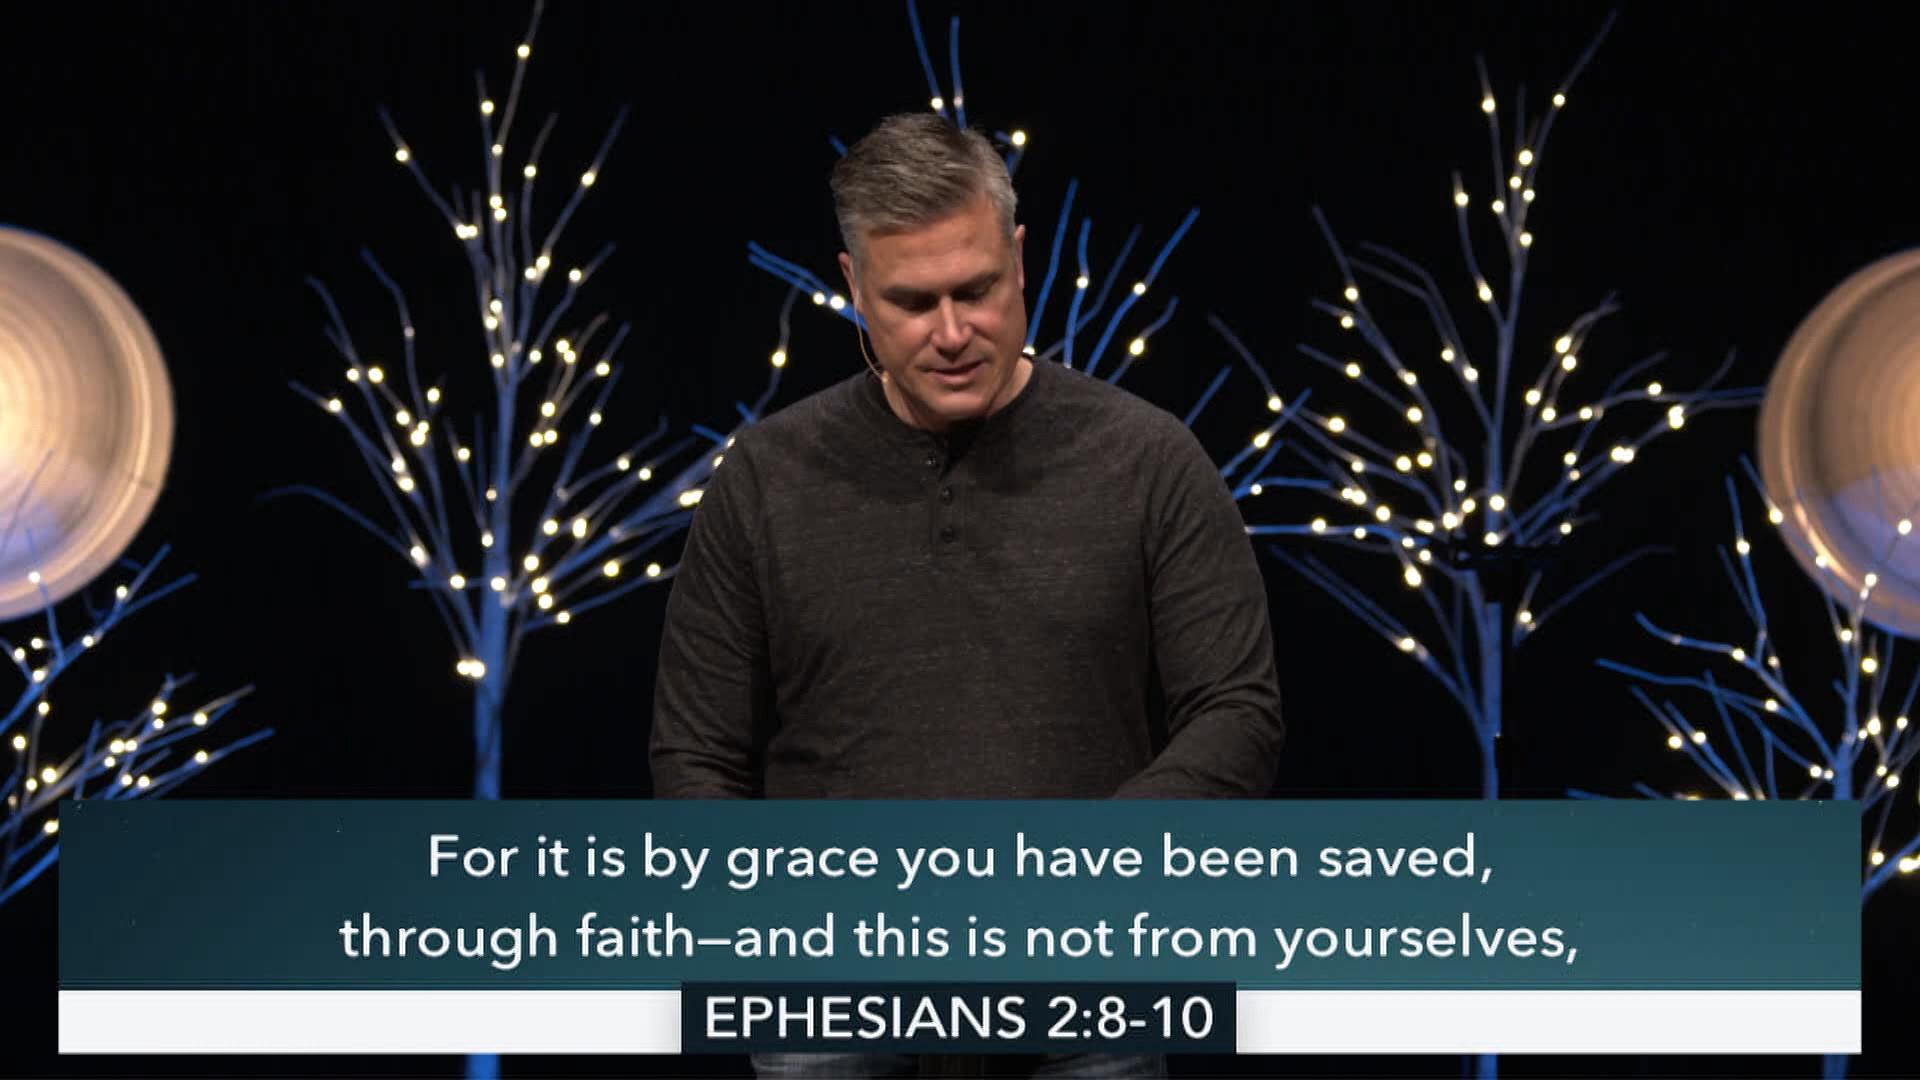 For it is by grace you have been saved,
through faith—and this is not from yourselves,
EPHESIANS 2:8-10